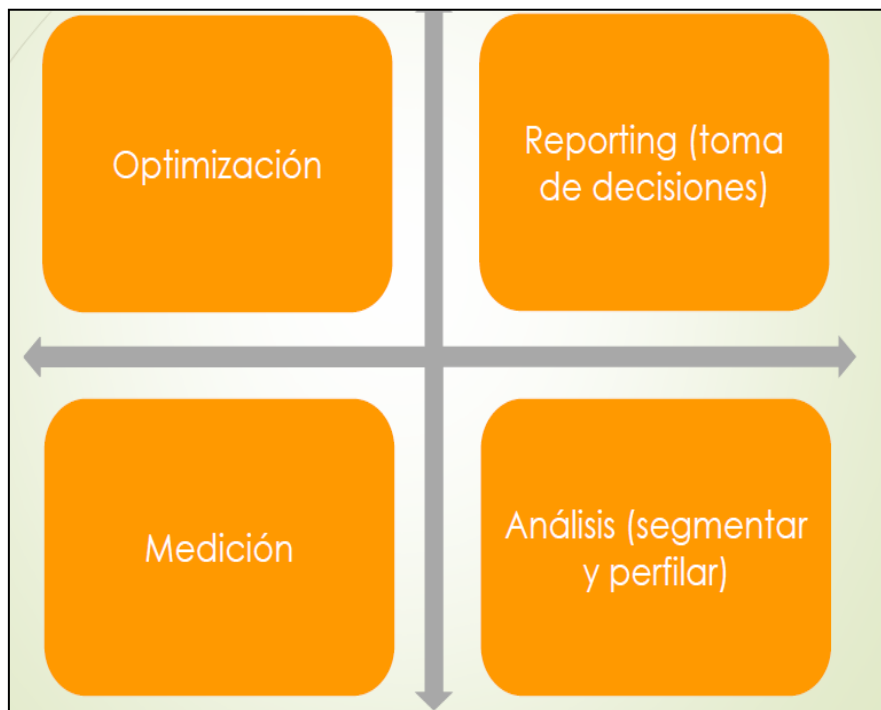 Optimización
Reporting (toma
de decisiones)
Medición
Análisis (segmentar
y perfilar)